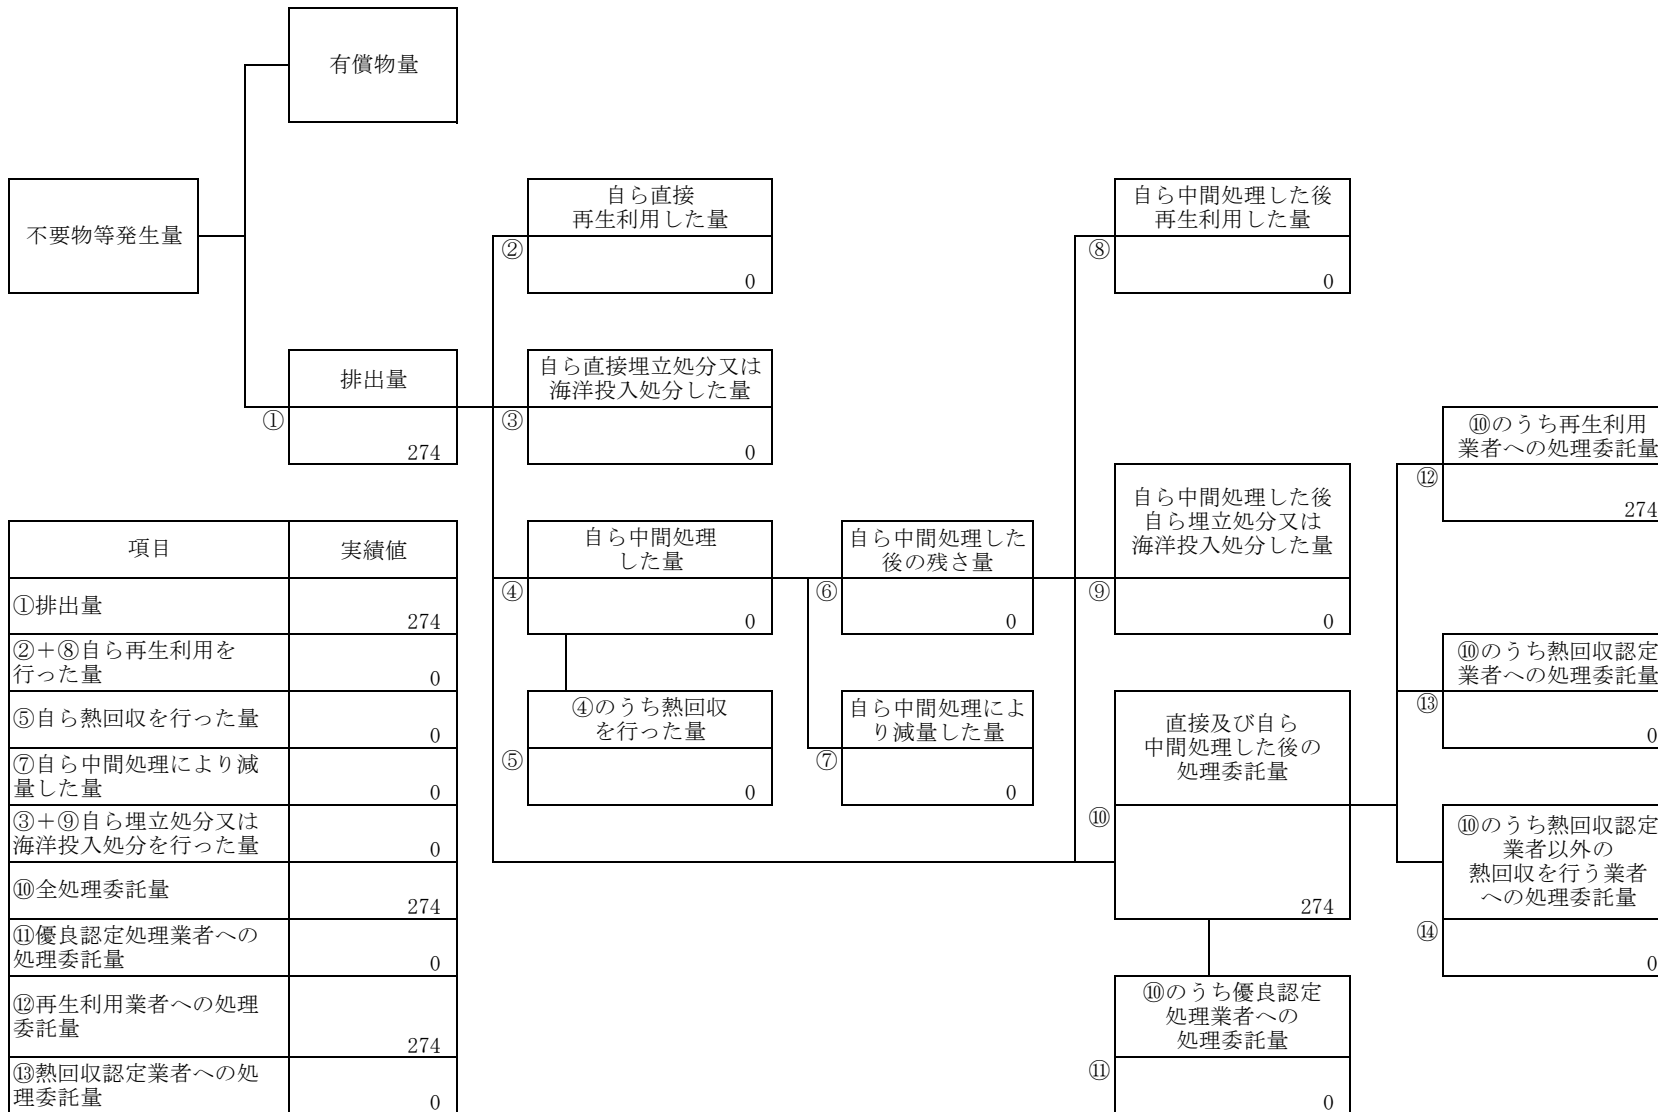 有償物量
不要物等発生量
自ら直接
再生利用した量
②
0
自ら中間処理した後
再生利用した量
⑧
0
排出量
①
274
自ら直接埋立処分又は
海洋投入処分した量
③
0
⑩のうち再生利用
業者への処理委託量
⑫
274
自ら中間処理
した量
④
0
自ら中間処理した
後の残さ量
⑥
0
自ら中間処理した後
自ら埋立処分又は
海洋投入処分した量
⑨
0
⑩のうち熱回収認定
業者への処理委託量
⑬
0
④のうち熱回収
を行った量
⑤
0
自ら中間処理によ
り減量した量
⑦
0
直接及び自ら
中間処理した後の
処理委託量
⑩
274
⑩のうち熱回収認定
業者以外の
熱回収を行う業者
への処理委託量
⑭
0
⑩のうち優良認定
処理業者への
処理委託量
⑪
0
項目 実績値
①排出量 274
②＋⑧自ら再生利用を
行った量 0
⑤自ら熱回収を行った量 0
⑦自ら中間処理により減
量した量 0
③＋⑨自ら埋立処分又は
海洋投入処分を行った量 0
⑩全処理委託量 274
⑪優良認定処理業者への
処理委託量 0
⑫再生利用業者への処理
委託量 274
⑬熱回収認定業者への処
理委託量 0